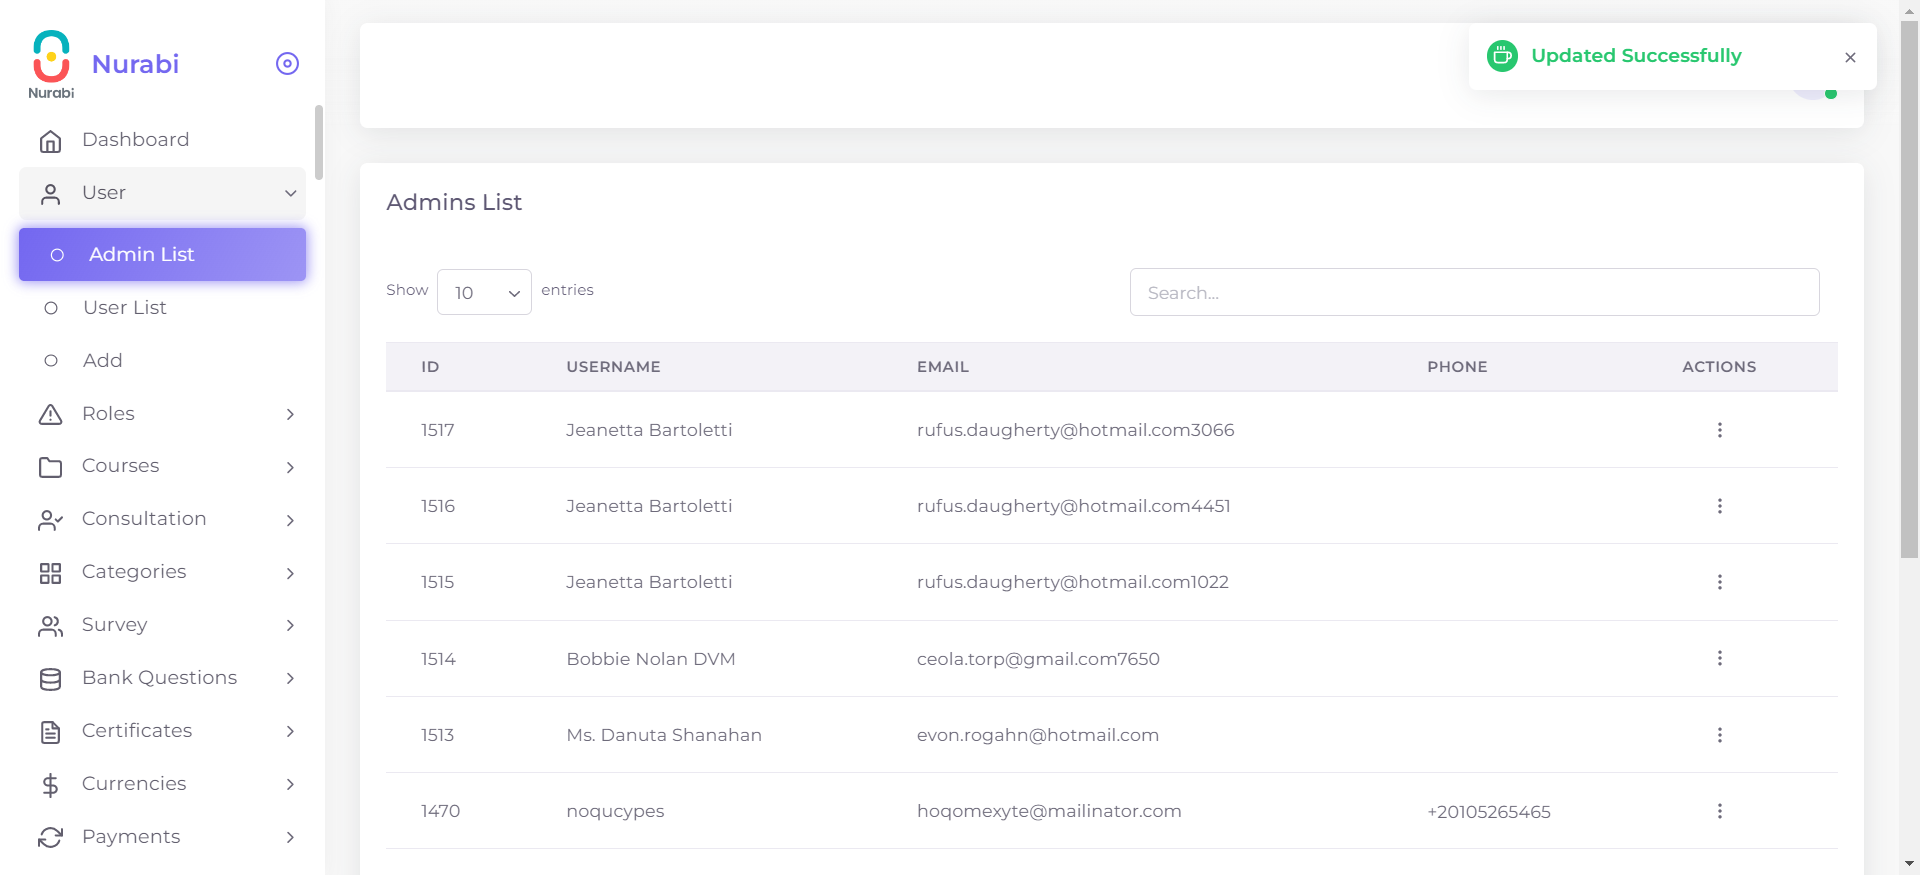 Nurabi
Nurabi
Updated Successfully
Dashboard
User
Admin List
User List
Add
Roles
Courses
Consultation
Categories
Survey
Bank Questions
Certificates
Currencies
Payments
Admins List
Show 10 entries
Search...
ID USERNAME EMAIL PHONE ACTIONS
1517 Jeanetta Bartoletti rufus.daugherty@hotmail.com3066
1516 Jeanetta Bartoletti rufus.daugherty@hotmail.com4451
1515 Jeanetta Bartoletti rufus.daugherty@hotmail.com1022
1514 Bobbie Nolan DVM ceola.torp@gmail.com7650
1513 Ms. Danuta Shanahan evon.rogahn@hotmail.com
1470 noqucypes hoqomexyte@mailinator.com +20105265465